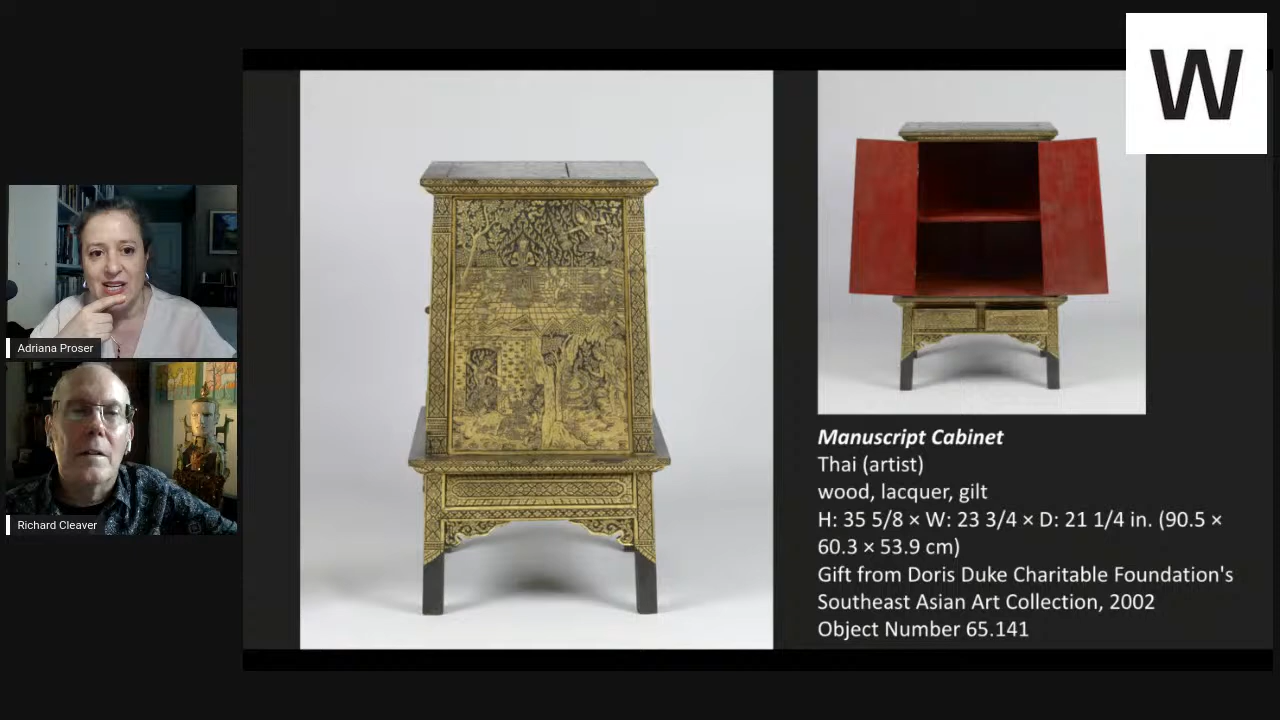 W
Adriana Proser
Richard Cleaver
Manuscript Cabinet
Thai (artist)
wood, lacquer, gilt
H: 35 5/8 × W: 23 3/4 × D: 21 1/4 in. (90.5 ×
60.3 × 53.9 cm)
Gift from Doris Duke Charitable Foundation's
Southeast Asian Art Collection, 2002
Object Number 65.141